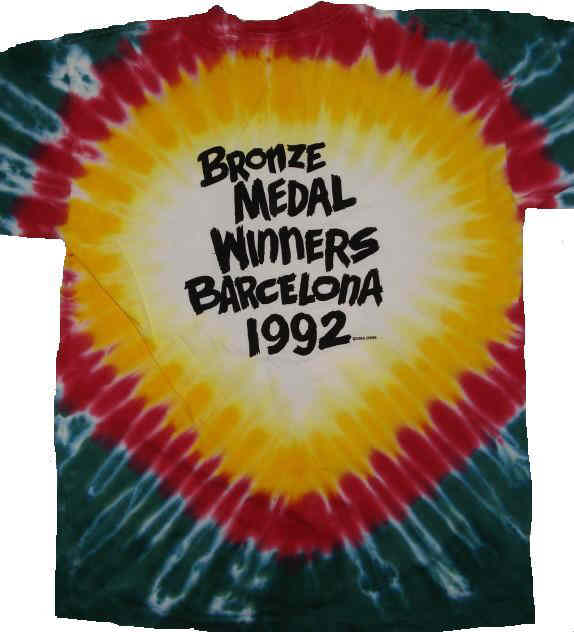 BRONZE
MEDAL
WINNERS
BARCELONA
1992